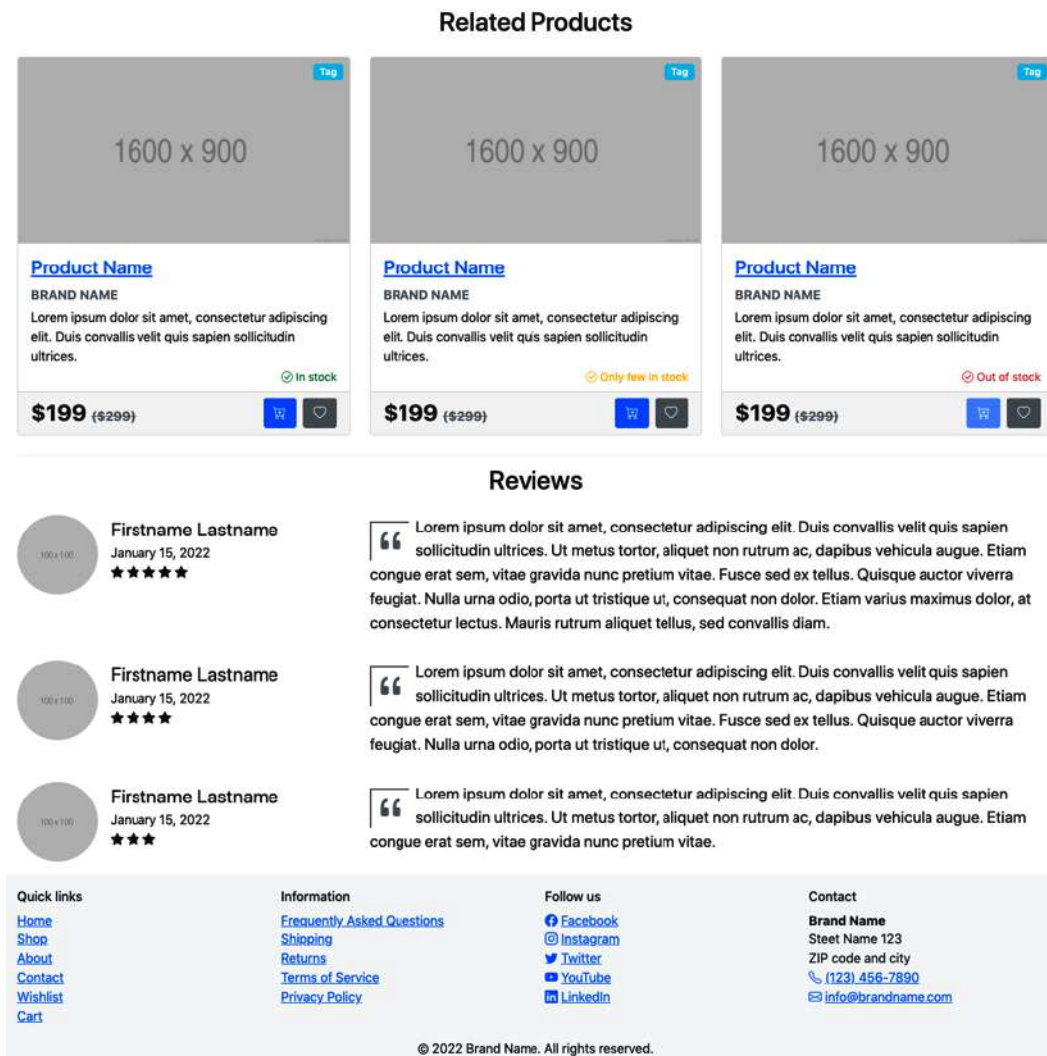 Related Products
Tag
1600 x 900
Product Name
BRAND NAME
Lorem ipsum dolor sit amet, consectetur adipiscing
elit. Duis convallis velit quis sapien sollicitudin
ultrices.
In stock
$199 ($299)
Tag
1600 x 900
Product Name
BRAND NAME
Lorem ipsum dolor sit amet, consectetur adipiscing
elit. Duis convallis velit quis sapien sollicitudin
ultrices.
Only few in stock
$199 ($299)
Tag
1600 x 900
Product Name
BRAND NAME
Lorem ipsum dolor sit amet, consectetur adipiscing
elit. Duis convallis velit quis sapien sollicitudin
ultrices.
Out of stock
$199 ($299)
Reviews
100 x 100
Firstname Lastname
January 15, 2022
“ Lorem ipsum dolor sit amet, consectetur adipiscing elit. Duis convallis velit quis sapien
sollicitudin ultrices. Ut metus tortor, aliquet non rutrum ac, dapibus vehicula augue. Etiam
congue erat sem, vitae gravida nunc pretium vitae. Fusce sed ex tellus. Quisque auctor viverra
feugiat. Nulla urna odio, porta ut tristique ut, consequat non dolor. Etiam varius maximus dolor, at
consectetur lectus. Mauris rutrum aliquet tellus, sed convallis diam.
100 x 100
Firstname Lastname
January 15, 2022
“ Lorem ipsum dolor sit amet, consectetur adipiscing elit. Duis convallis velit quis sapien
sollicitudin ultrices. Ut metus tortor, aliquet non rutrum ac, dapibus vehicula augue. Etiam
congue erat sem, vitae gravida nunc pretium vitae. Fusce sed ex tellus. Quisque auctor viverra
feugiat. Nulla urna odio, porta ut tristique ut, consequat non dolor.
100 x 100
Firstname Lastname
January 15, 2022
“ Lorem ipsum dolor sit amet, consectetur adipiscing elit. Duis convallis velit quis sapien
sollicitudin ultrices. Ut metus tortor, aliquet non rutrum ac, dapibus vehicula augue. Etiam
congue erat sem, vitae gravida nunc pretium vitae.
Quick links
Home
Shop
About
Contact
Wishlist
Cart
Information
Frequently Asked Questions
Shipping
Returns
Terms of Service
Privacy Policy
Follow us
Facebook
Instagram
Twitter
YouTube
LinkedIn
Contact
Brand Name
Steet Name 123
ZIP code and city
(123) 456-7890
info@brandname.com
© 2022 Brand Name. All rights reserved.